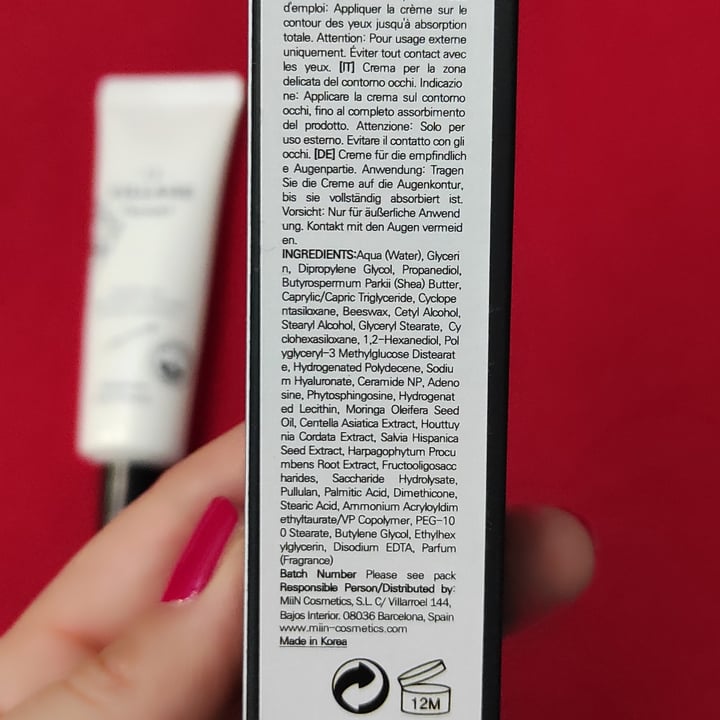 d'emploi: Appliquer la crème sur le
contour des yeux jusqu'à absorption
totale. Attention: Pour usage externe
uniquement. Éviter tout contact avec
les yeux. [IT] Crema per la zona
delicata del contorno occhi. Indicazio
ne: Applicare la crema sul contorno
occhi, fino al completo assorbimento
del prodotto. Attenzione: Solo per
uso esterno. Evitare il contatto con gli
occhi. [DE] Creme für die empfindlich
e Augenpartie. Anwendung: Tragen
Sie die Creme auf die Augenkontur,
bis sie vollständig absorbiert ist.
Vorsicht: Nur für äußerliche Anwend
ung. Kontakt mit den Augen vermeid
en.
INGREDIENTS:Aqua (Water), Glyceri
n, Dipropylene Glycol, Propanediol,
Butyrospermum Parkii (Shea) Butter,
Caprylic/Capric Triglyceride, Cyclope
ntasiloxane, Beeswax, Cetyl Alcohol,
Stearyl Alcohol, Glyceryl Stearate, Cy
clohexasiloxane, 1,2-Hexanediol, Pol
yglyceryl-3 Methylglucose Distearat
e, Hydrogenated Polydecene, Sodiu
m Hyaluronate, Ceramide NP, Adeno
sine, Phytosphingosine, Hydrogenat
ed Lecithin, Moringa Oleifera Seed
Oil, Centella Asiatica Extract, Houttuy
nia Cordata Extract, Salvia Hispanica
Seed Extract, Harpagophytum Procu
mbens Root Extract, Fructooligosacc
harides, Saccharide Hydrolysate,
Pullulan, Palmitic Acid, Dimethicone,
Stearic Acid, Ammonium Acryloyldim
ethyltaurate/VP Copolymer, PEG-10
0 Stearate, Butylene Glycol, Ethylhex
ylglycerin, Disodium EDTA, Parfum
(Fragrance)
Batch Number Please see pack
Responsible Person/Distributed by:
MiiN Cosmetics, S.L. C/ Villarroel 144,
Bajos Interior. 08036 Barcelona, Spain
www.miin-cosmetics.com
Made in Korea
12M